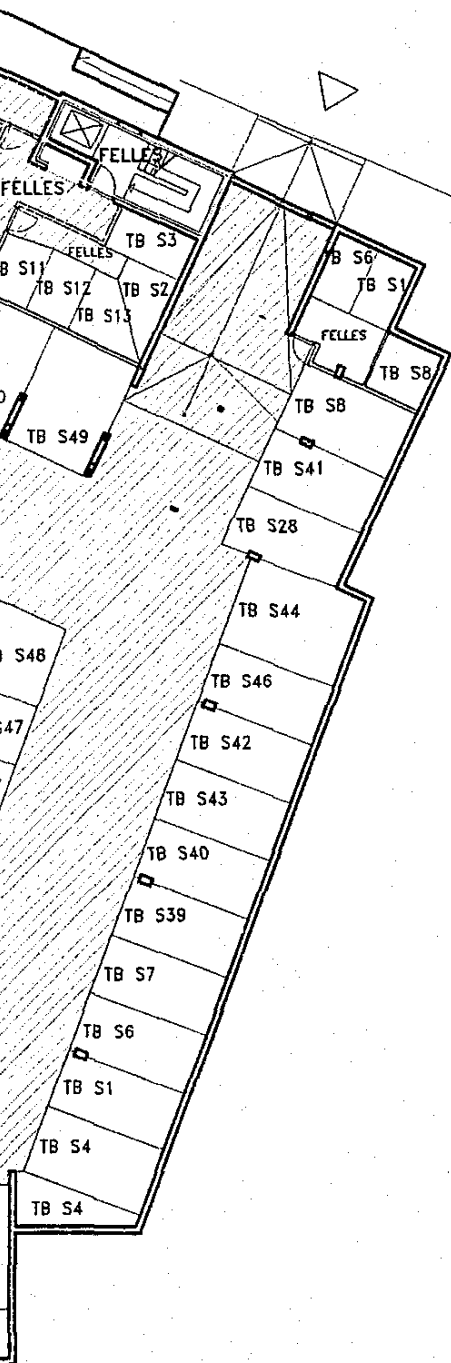 FELLES
FELLES
TB S3
FELLES
TB S6
S11
TB S12
TB S2
TB S1
TB S13
FELLES
TB S8
TB S8
TB S49
TB S41
TB S28
TB S44
S48
TB S46
S47
TB S42
TB S43
TB S40
TB S39
TB S7
TB S6
TB S1
TB S4
TB S4